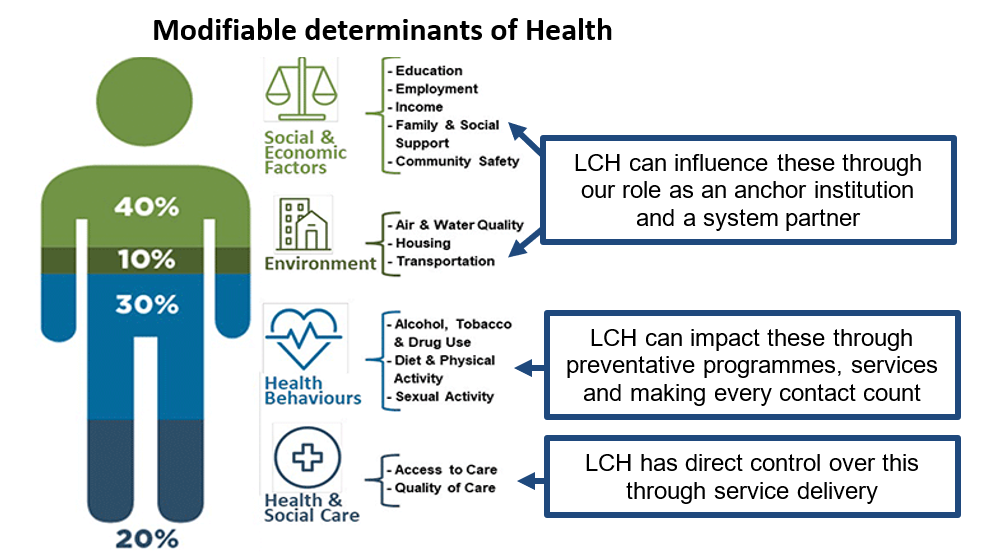 Modifiable determinants of Health
40%
10%
30%
20%
Social &
Economic
Factors
- Education
- Employment
- Income
- Family & Social
Support
- Community Safety
Environment
- Air & Water Quality
- Housing
- Transportation
LCH can influence these through
our role as an anchor institution
and a system partner
Health
Behaviours
- Alcohol, Tobacco
& Drug Use
- Diet & Physical
Activity
- Sexual Activity
LCH can impact these through
preventative programmes, services
and making every contact count
Health &
Social Care
- Access to Care
- Quality of Care
LCH has direct control over this
through service delivery